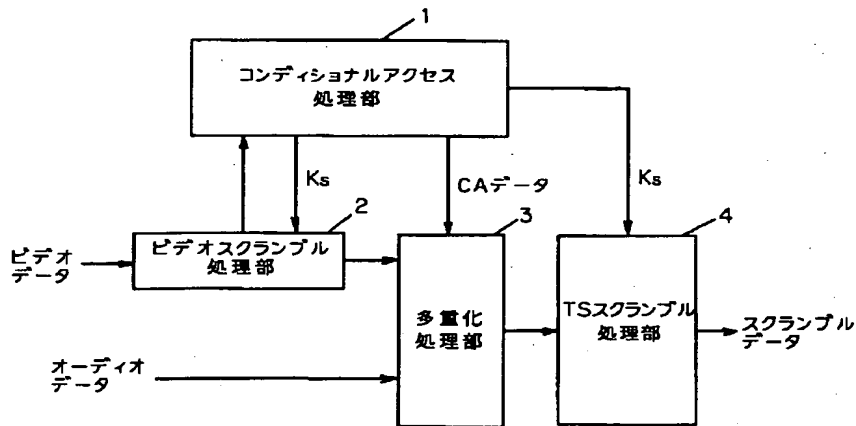 1
コンディショナルアクセス
処理部
Ks
CAデータ
Ks
2
3
4
ビデオ
データ
ビデオスクランブル
処理部
多重化
処理部
TSスクランブル
処理部
スクランブル
データ
オーディオ
データ